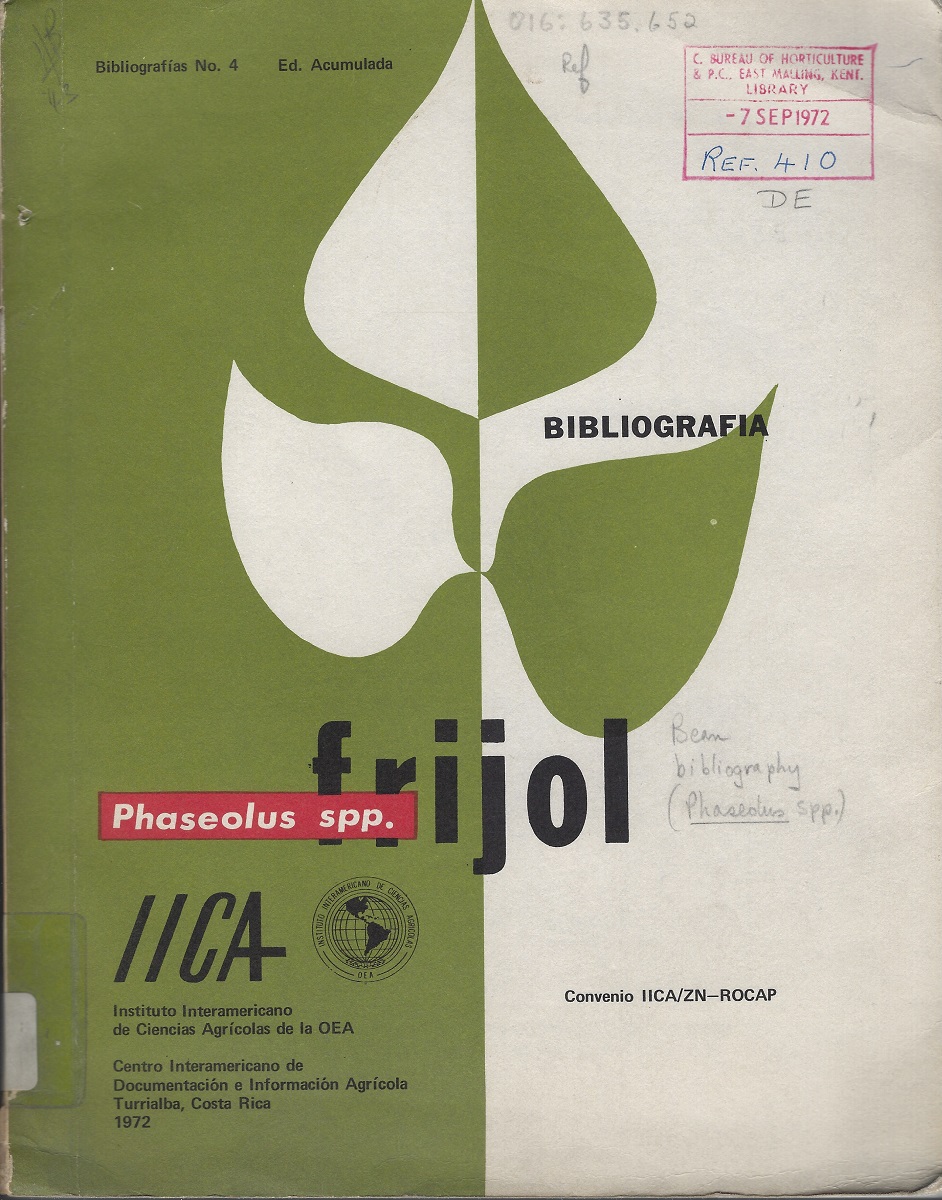 016: 635.652
Ref
Bibliografías No. 4 Ed. Acumulada
C. BUREAU OF HORTICULTURE
& P.C., EAST MALLING, KENT.
LIBRARY
-7 SEP 1972
REF. 410
DE
BIBLIOGRAFIA
frijol
Phaseolus spp.
Bean
bibliography
(Phaseolus spp.)
IICA
INSTITUTO INTERAMERICANO DE CIENCIAS AGRICOLAS
OEA
Instituto Interamericano
de Ciencias Agrícolas de la OEA
Convenio IICA/ZN—ROCAP
Centro Interamericano de
Documentación e Información Agrícola
Turrialba, Costa Rica
1972